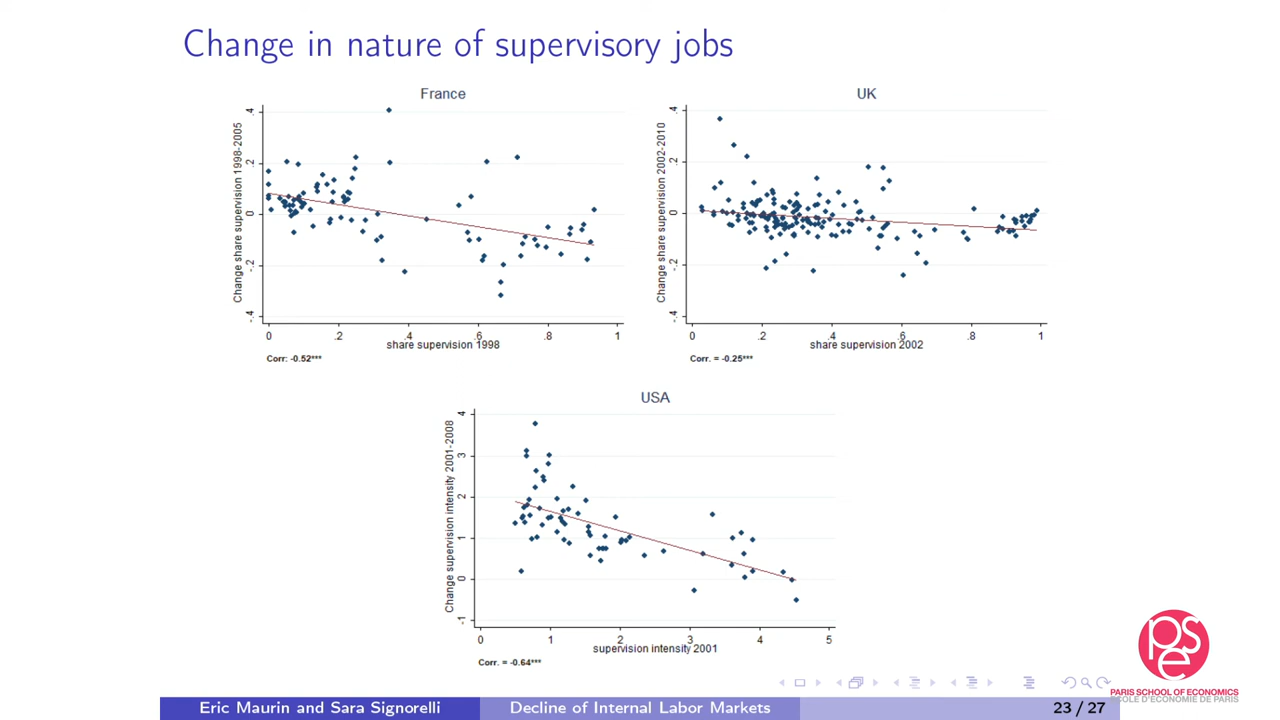 Change in nature of supervisory jobs
France
Change share supervision 1998-2005
.4
.2
0
-.2
-.4
0 .2 .4 .6 .8 1
share supervision 1998
Corr: -0.52***
UK
Change share supervision 2002-2010
.4
.2
0
-.2
-.4
0 .2 .4 .6 .8 1
share supervision 2002
Corr. = -0.25***
USA
Change supervision intensity 2001-2008
4
3
2
1
0
-1
0 1 2 3 4 5
supervision intensity 2001
Corr. = -0.64***
pse
PARIS SCHOOL OF ECONOMICS
ÉCOLE D'ÉCONOMIE DE PARIS
Eric Maurin and Sara Signorelli Decline of Internal Labor Markets 23 / 27